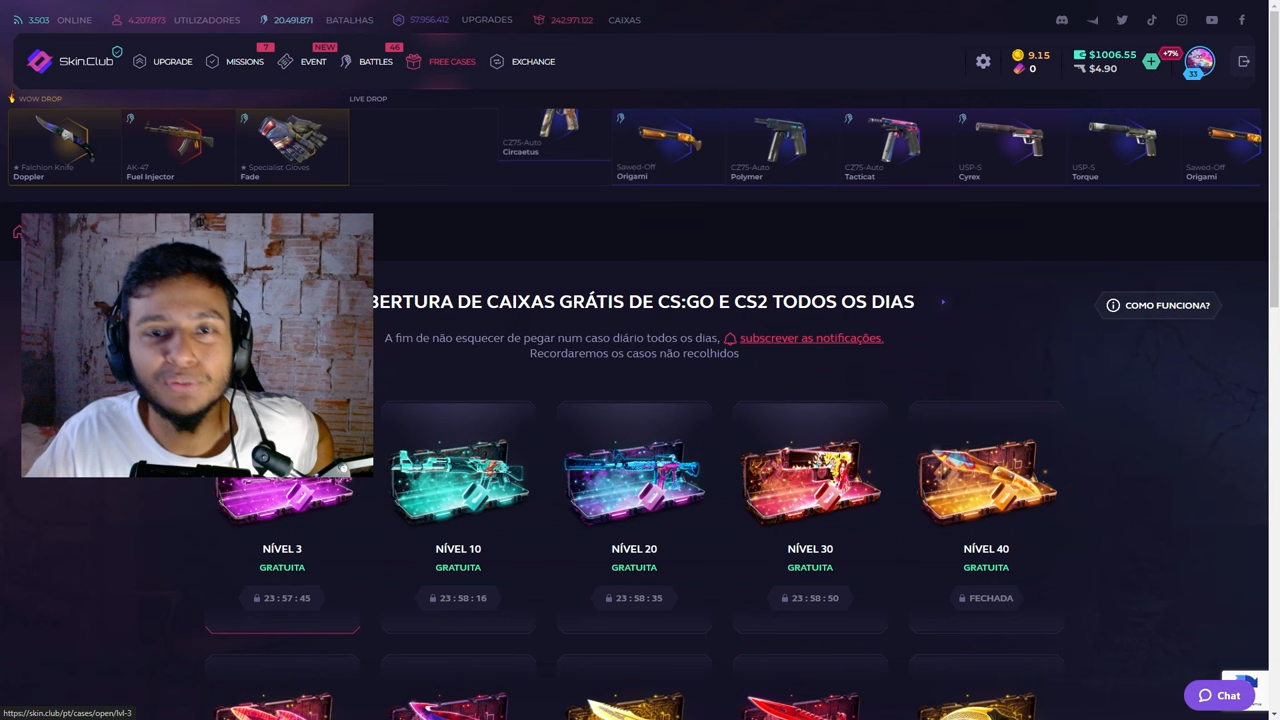 3.503 ONLINE 4.207.873 UTILIZADORES 20.491.871 BATALHAS 57.956.412 UPGRADES 242.971.122 CAIXAS
Skin.Club UPGRADE 7 MISSIONS NEW EVENT 46 BATTLES FREE CASES EXCHANGE 9.15 0 $1006.55 $4.90 +7% 33
WOW DROP LIVE DROP
★ Falchion Knife
Doppler
AK-47
Fuel Injector
★ Specialist Gloves
Fade
CZ75-Auto
Circaetus
Sawed-Off
Origami
CZ75-Auto
Polymer
CZ75-Auto
Tacticat
USP-S
Cyrex
USP-S
Torque
Sawed-Off
Origami
BERTURA DE CAIXAS GRÁTIS DE CS:GO E CS2 TODOS OS DIAS
COMO FUNCIONA?
A fim de não esquecer de pegar num caso diário todos os dias, subscrever as notificações.
Recordaremos os casos não recolhidos
NÍVEL 3
GRATUITA
23 : 57 : 45
NÍVEL 10
GRATUITA
23 : 58 : 16
NÍVEL 20
GRATUITA
23 : 58 : 35
NÍVEL 30
GRATUITA
23 : 58 : 50
NÍVEL 40
GRATUITA
FECHADA
Chat
https://skin.club/pt/cases/open/lvl-3